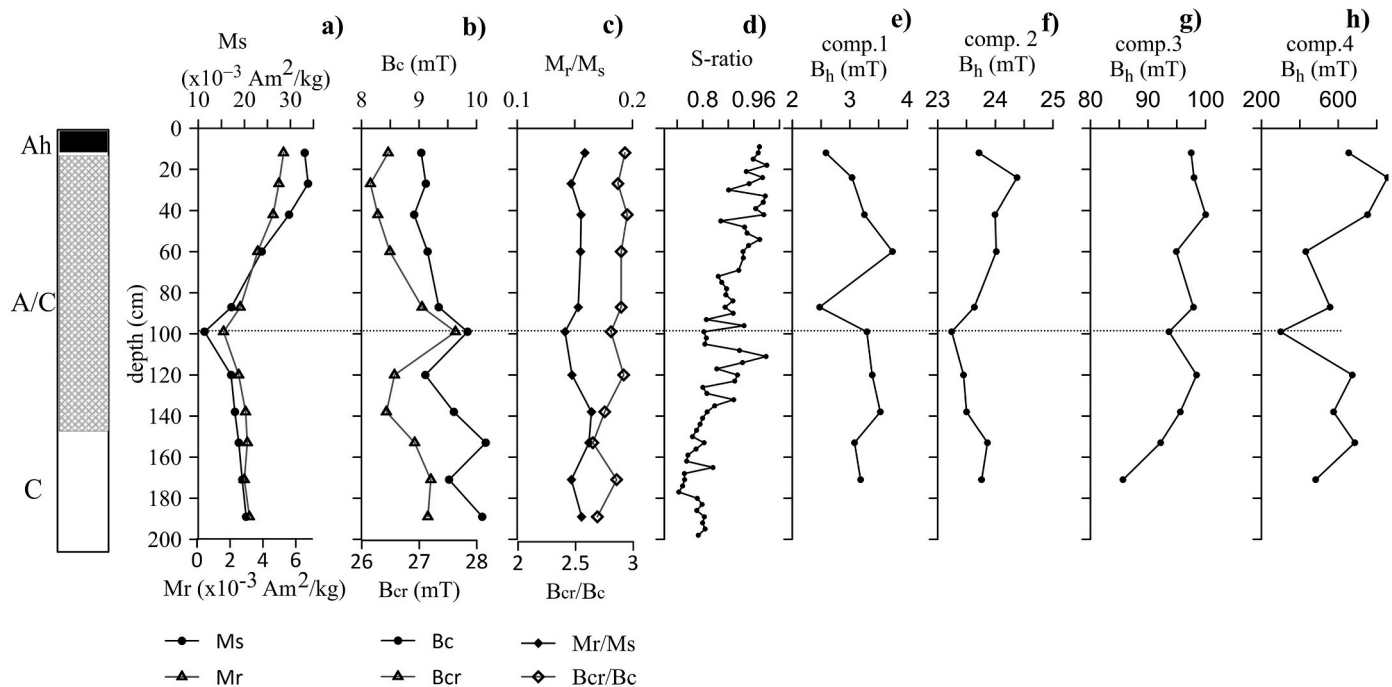 a) b) c) d) e) f) g) h)
Ms
(x10⁻³ Am²/kg)
Bc (mT)
Mr/Ms
S-ratio
comp.1
Bh (mT)
comp. 2
Bh (mT)
comp.3
Bh (mT)
comp.4
Bh (mT)
10 20 30
8 9 10
0.1 0.2
0.8 0.96
2 3 4
23 24 25
80 90 100
200 600
Ah
A/C
C
depth (cm)
0
20
40
60
80
100
120
140
160
180
200
0 2 4 6
26 27 28
2 2.5 3
Mr (x10⁻³ Am²/kg)
Bcr (mT)
Bcr/Bc
Ms
Mr
Bc
Bcr
Mr/Ms
Bcr/Bc